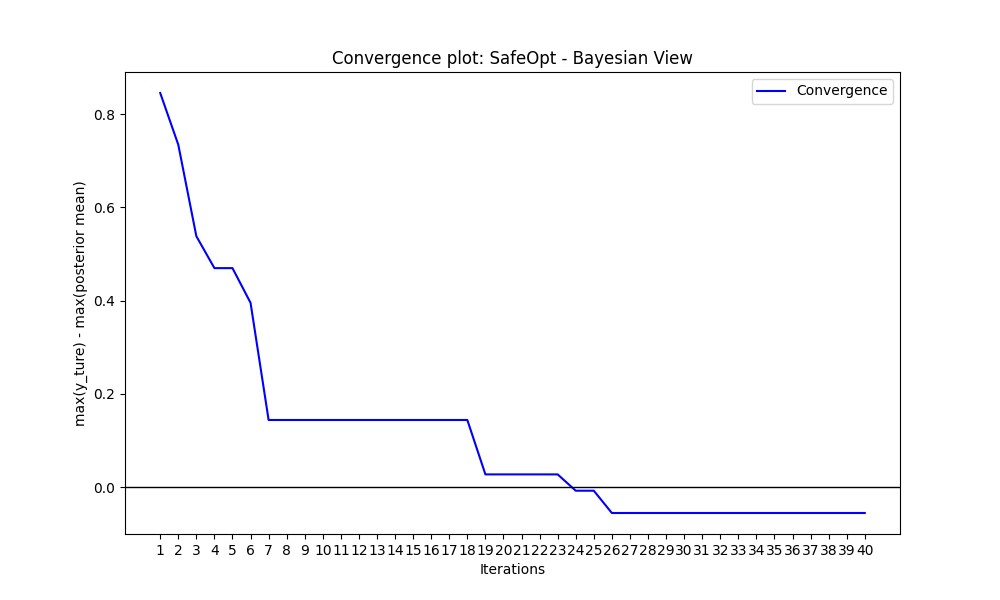 Convergence plot: SafeOpt - Bayesian View
Convergence
max(y_ture) - max(posterior mean)
0.8
0.6
0.4
0.2
0.0
1 2 3 4 5 6 7 8 9 10 11 12 13 14 15 16 17 18 19 20 21 22 23 24 25 26 27 28 29 30 31 32 33 34 35 36 37 38 39 40
Iterations